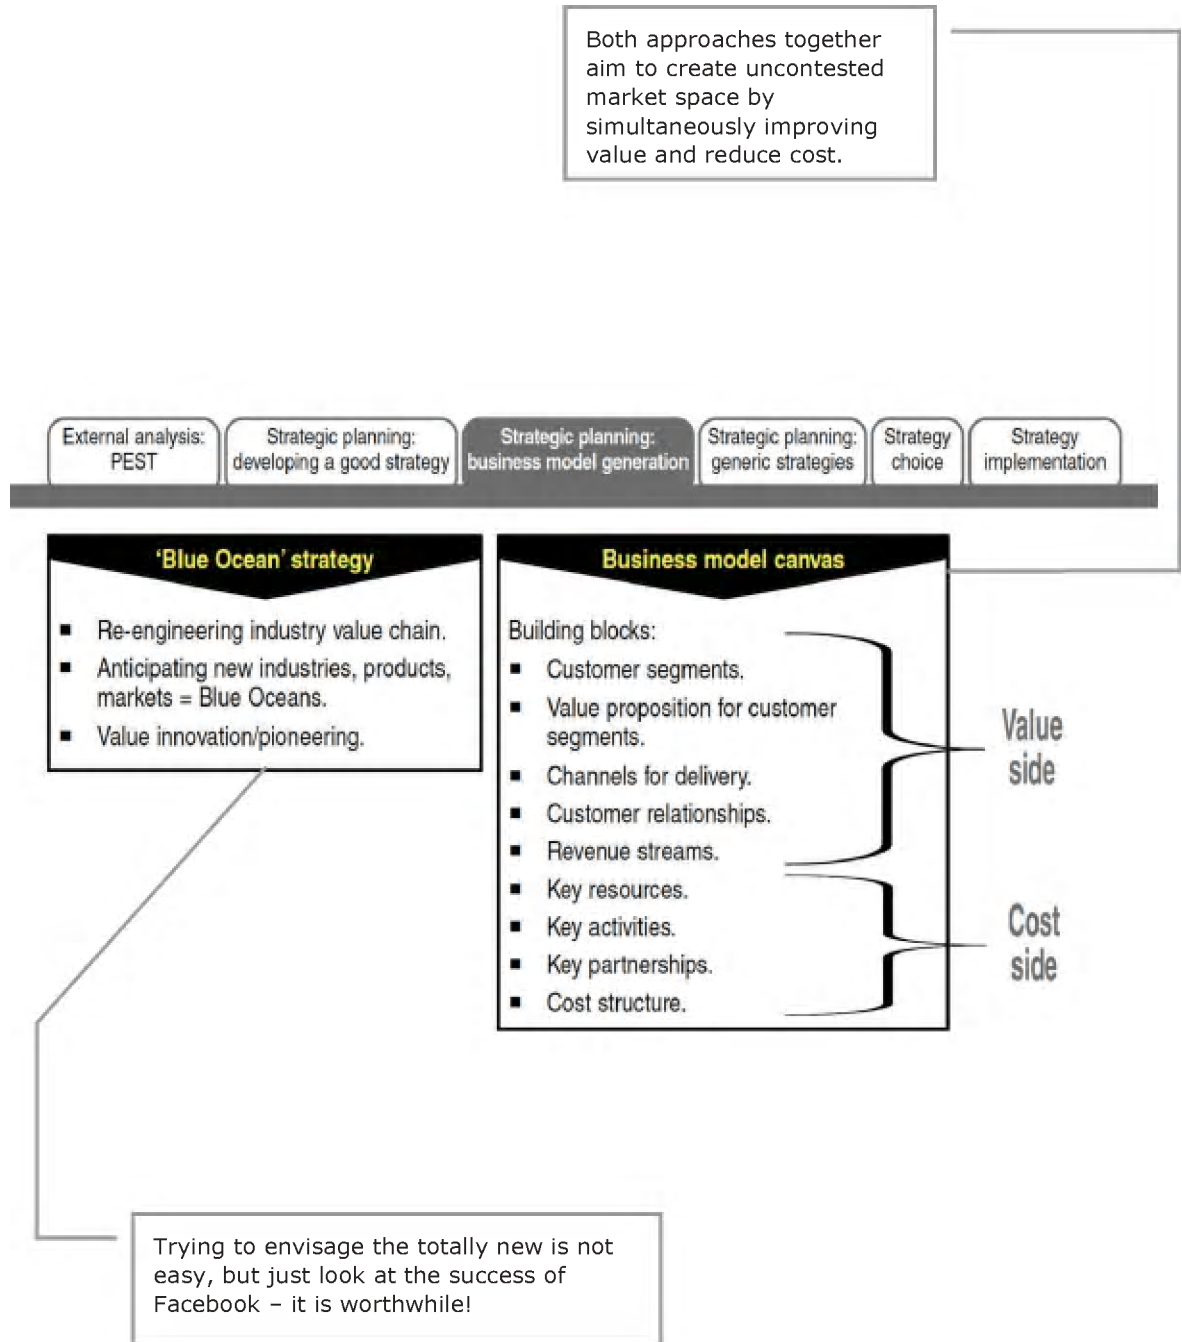 Both approaches together
aim to create uncontested
market space by
simultaneously improving
value and reduce cost.
External analysis:
PEST
Strategic planning:
developing a good strategy
Strategic planning:
business model generation
Strategic planning:
generic strategies
Strategy
choice
Strategy
implementation
'Blue Ocean' strategy
■ Re-engineering industry value chain.
■ Anticipating new industries, products,
markets = Blue Oceans.
■ Value innovation/pioneering.
Business model canvas
Building blocks:
■ Customer segments.
■ Value proposition for customer
segments.
■ Channels for delivery.
■ Customer relationships.
■ Revenue streams.
■ Key resources.
■ Key activities.
■ Key partnerships.
■ Cost structure.
Value
side
Cost
side
Trying to envisage the totally new is not
easy, but just look at the success of
Facebook – it is worthwhile!